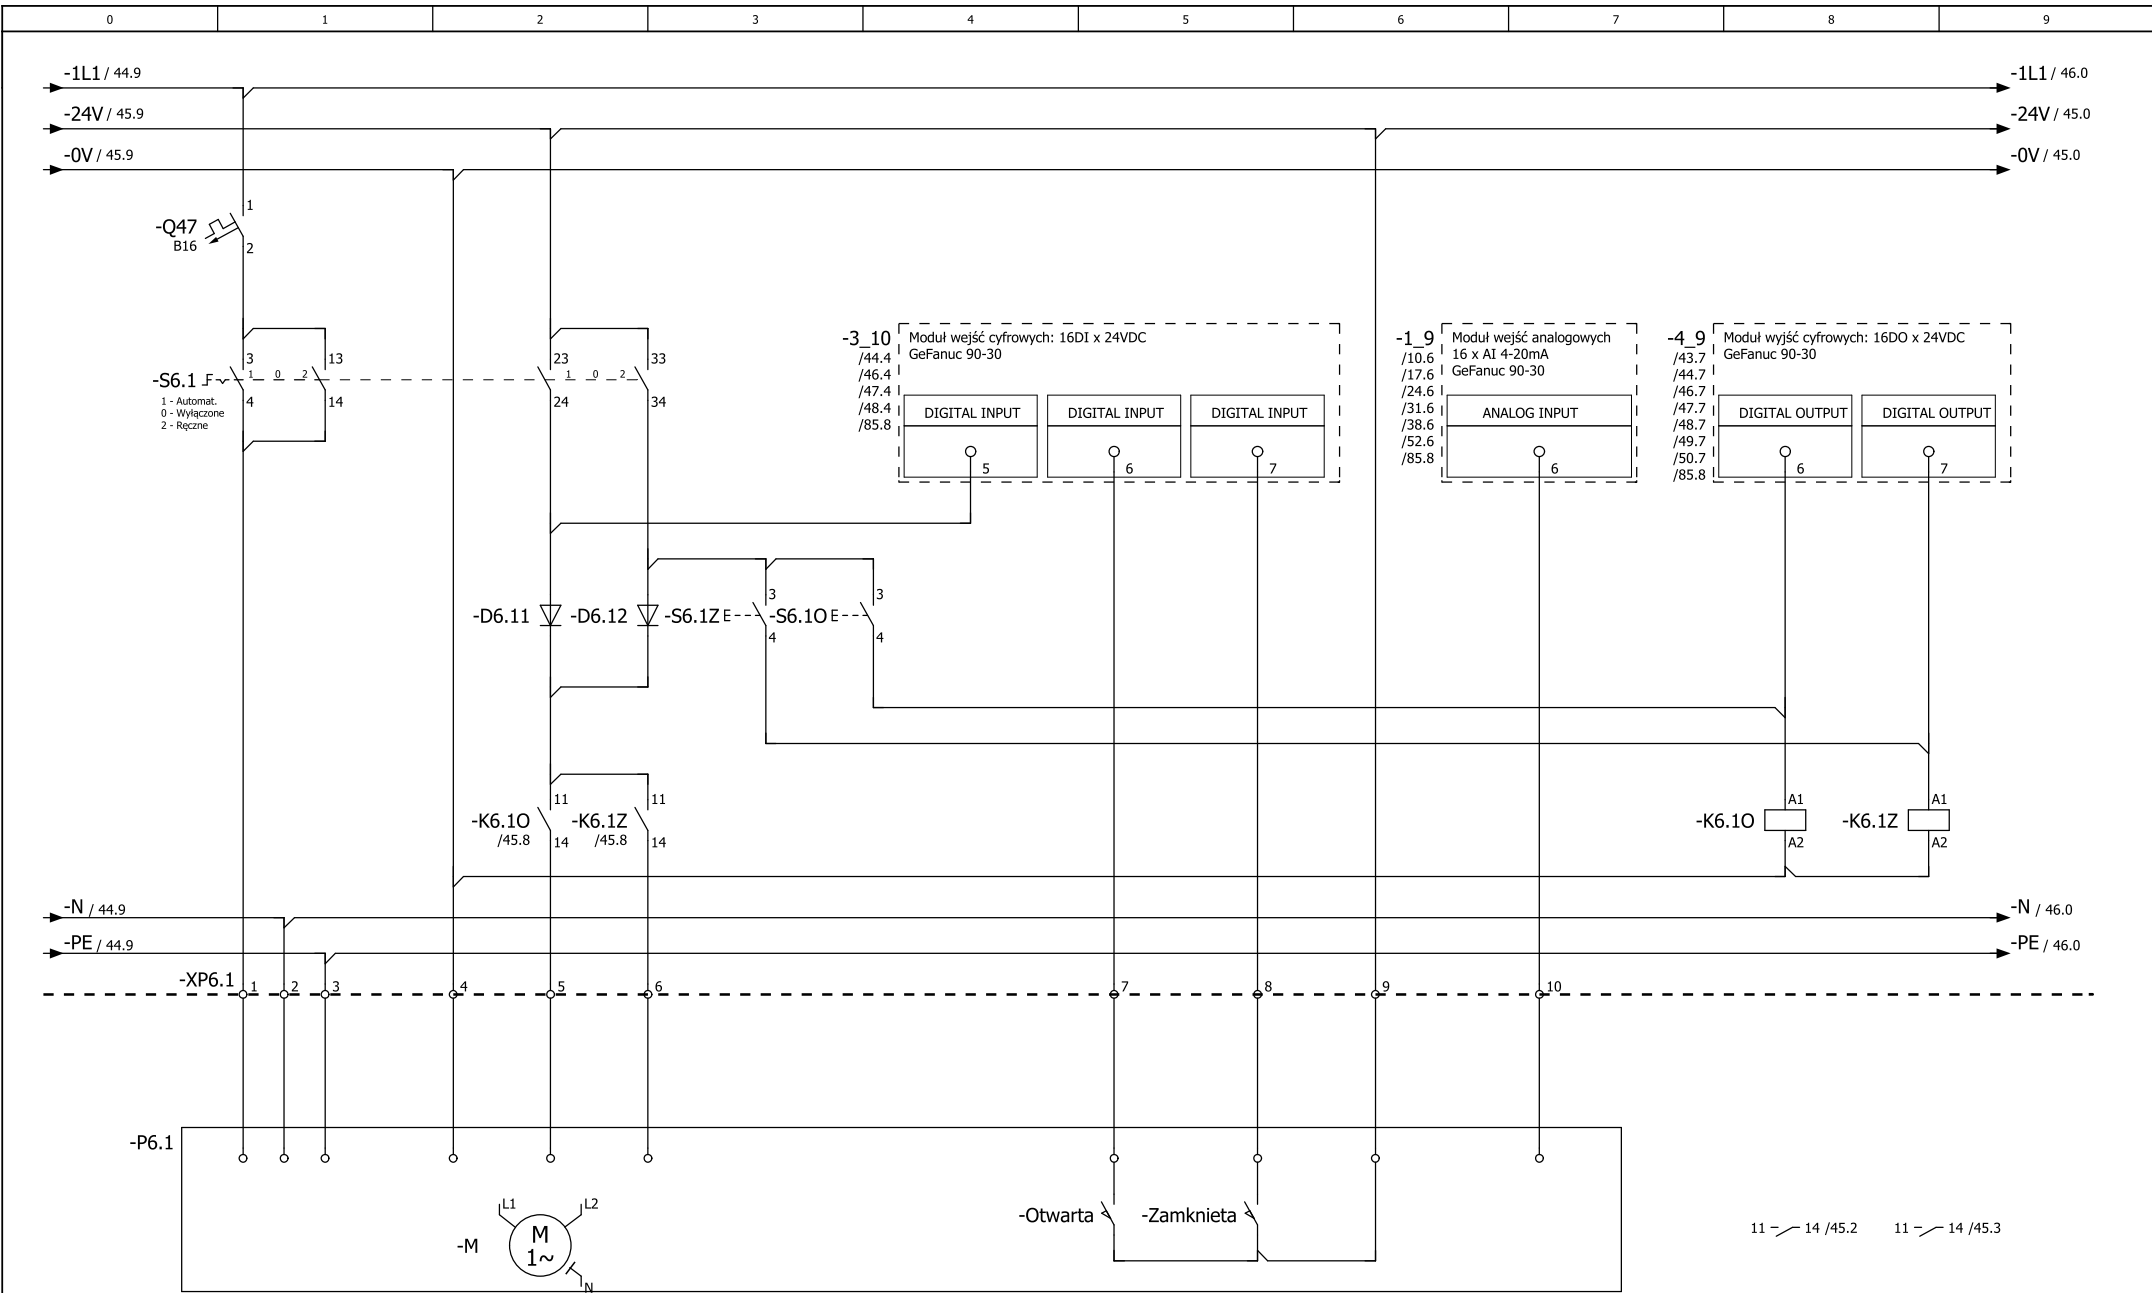 0 1 2 3 4 5 6 7 8 9
-1L1 / 44.9
-1L1 / 46.0
-24V / 45.9
-24V / 45.0
-0V / 45.9
-0V / 45.0
1
-Q47
B16
2
3 13 23 33
-S6.1 1 0 2 1 0 2
1 - Automat.
0 - Wyłączone
2 - Ręczne
4 14 24 34
-3_10
/44.4
/46.4
/47.4
/48.4
/85.8
Moduł wejść cyfrowych: 16DI x 24VDC
GeFanuc 90-30
DIGITAL INPUT DIGITAL INPUT DIGITAL INPUT
5 6 7
-1_9
/10.6
/17.6
/24.6
/31.6
/38.6
/52.6
/85.8
Moduł wejść analogowych
16 x AI 4-20mA
GeFanuc 90-30
ANALOG INPUT
6
-4_9
/43.7
/44.7
/46.7
/47.7
/48.7
/49.7
/50.7
/85.8
Moduł wyjść cyfrowych: 16DO x 24VDC
GeFanuc 90-30
DIGITAL OUTPUT DIGITAL OUTPUT
6 7
3 3
-D6.11 -D6.12 -S6.1Z -S6.1O
4 4
11 11 A1 A1
-K6.1O -K6.1Z -K6.1O -K6.1Z
/45.8 /45.8
14 14 A2 A2
-N / 44.9
-N / 46.0
-PE / 44.9
-PE / 46.0
-XP6.1 1 2 3 4 5 6 7 8 9 10
-P6.1
L1 L2
-M
M
1~
N
-Otwarta -Zamknieta
11 14 /45.2 11 14 /45.3